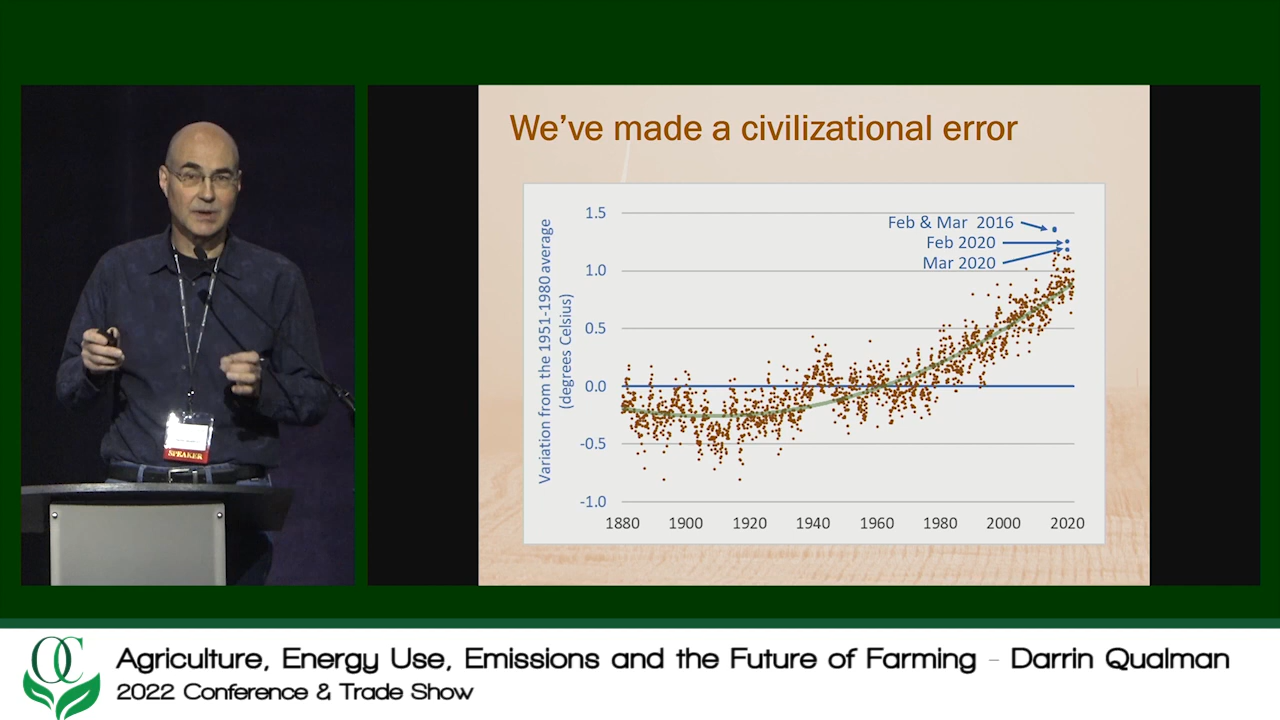 We've made a civilizational error
Variation from the 1951-1980 average
(degrees Celsius)
1.5
1.0
0.5
0.0
-0.5
-1.0
Feb & Mar 2016
Feb 2020
Mar 2020
1880 1900 1920 1940 1960 1980 2000 2020
SPEAKER
OC
Agriculture, Energy Use, Emissions and the Future of Farming - Darrin Qualman
2022 Conference & Trade Show